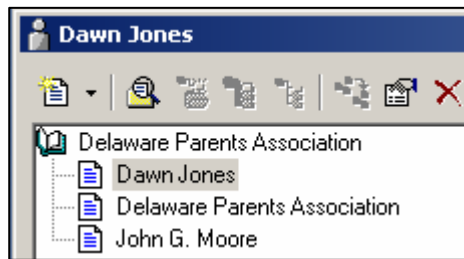 Dawn Jones
Delaware Parents Association
Dawn Jones
Delaware Parents Association
John G. Moore